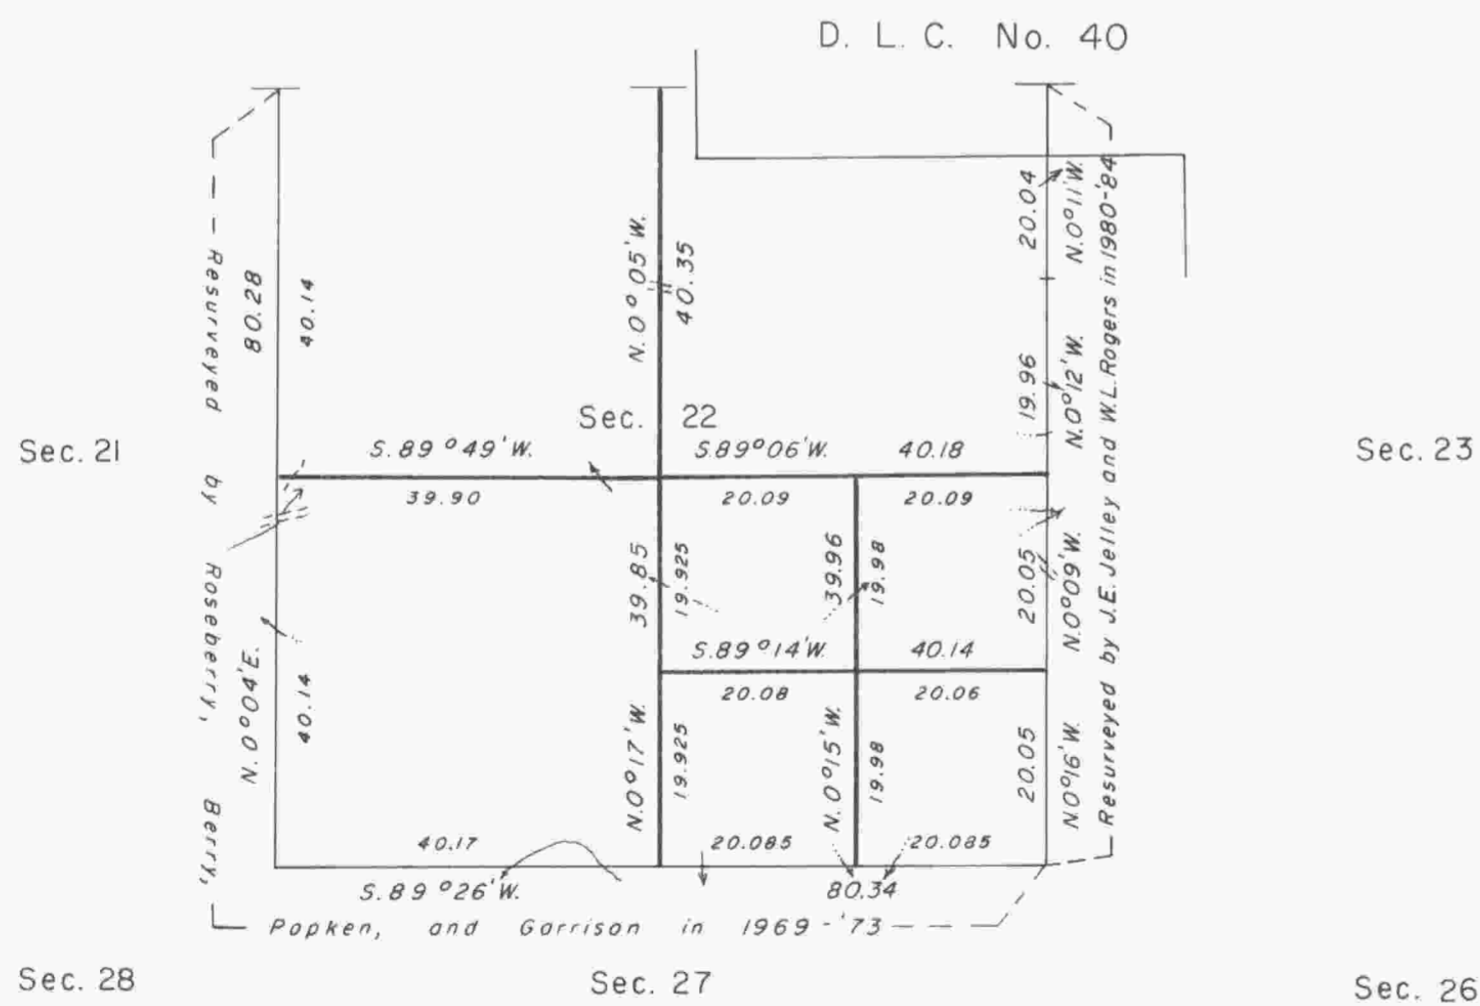 D. L. C. No. 40
Resurveyed by Roseberry, Berry,
Popken, and Garrison in 1969-'73
80.28
40.14
N.0°05'W.
40.35
20.04
N.0°11'W.
19.96
N.0°12'W.
Resurveyed by J.E. Jelley and W.L. Rogers in 1980-'84
Sec. 21
Sec. 22
Sec. 23
S.89°49'W.
S.89°06'W.
40.18
39.90
20.09
20.09
39.85
19.925
39.96
19.98
20.05
N.0°09'W.
N.0°04'E.
40.14
S.89°14'W.
40.14
20.08
20.06
N.0°17'W.
19.925
N.0°15'W.
19.98
20.05
N.0°16'W.
40.17
20.085
20.085
S.89°26'W.
80.34
Sec. 28
Sec. 27
Sec. 26